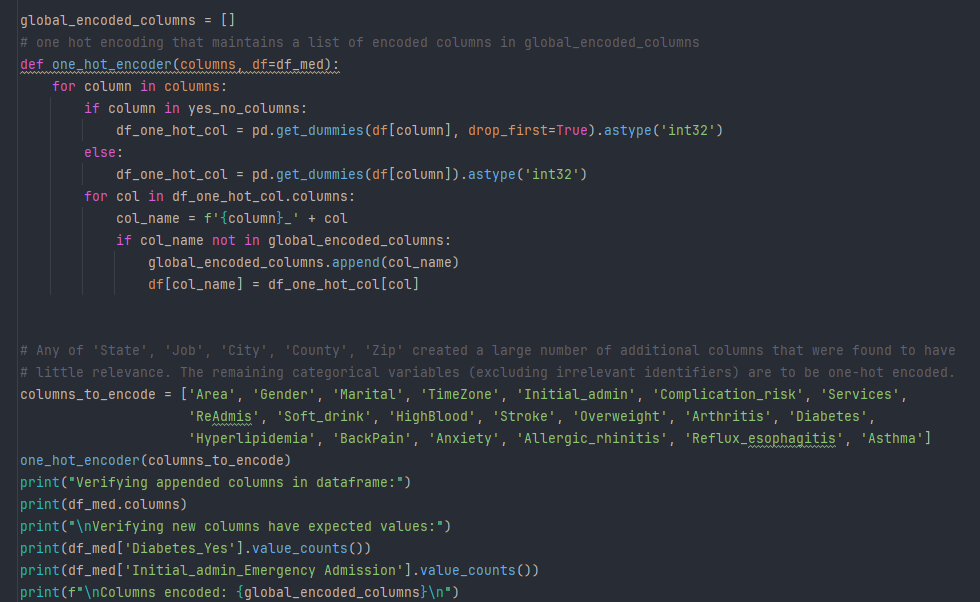 global_encoded_columns = []
# one hot encoding that maintains a list of encoded columns in global_encoded_columns
def one_hot_encoder(columns, df=df_med):
    for column in columns:
        if column in yes_no_columns:
            df_one_hot_col = pd.get_dummies(df[column], drop_first=True).astype('int32')
        else:
            df_one_hot_col = pd.get_dummies(df[column]).astype('int32')
        for col in df_one_hot_col.columns:
            col_name = f'{column}_' + col
            if col_name not in global_encoded_columns:
                global_encoded_columns.append(col_name)
                df[col_name] = df_one_hot_col[col]
# Any of 'State', 'Job', 'City', 'County', 'Zip' created a large number of additional columns that were found to have
# little relevance. The remaining categorical variables (excluding irrelevant identifiers) are to be one-hot encoded.
columns_to_encode = ['Area', 'Gender', 'Marital', 'TimeZone', 'Initial_admin', 'Complication_risk', 'Services',
                     'ReAdmis', 'Soft_drink', 'HighBlood', 'Stroke', 'Overweight', 'Arthritis', 'Diabetes',
                     'Hyperlipidemia', 'BackPain', 'Anxiety', 'Allergic_rhinitis', 'Reflux_esophagitis', 'Asthma']
one_hot_encoder(columns_to_encode)
print("Verifying appended columns in dataframe:")
print(df_med.columns)
print("\nVerifying new columns have expected values:")
print(df_med['Diabetes_Yes'].value_counts())
print(df_med['Initial_admin_Emergency Admission'].value_counts())
print(f"\nColumns encoded: {global_encoded_columns}\n")